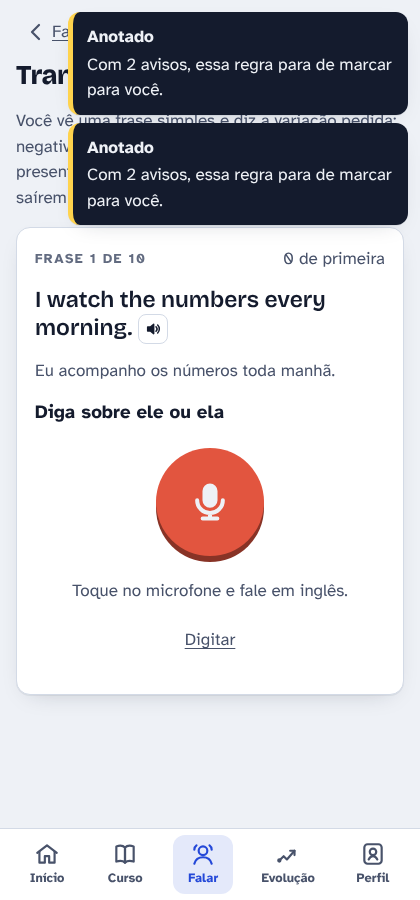 Anotado
Com 2 avisos, essa regra para de marcar
para você.
Anotado
Com 2 avisos, essa regra para de marcar
para você.
Você vê uma frase simples e diz a variação pedida:
FRASE 1 DE 10
0 de primeira
I watch the numbers every
morning.
Eu acompanho os números toda manhã.
Diga sobre ele ou ela
Toque no microfone e fale em inglês.
Digitar
Início
Curso
Falar
Evolução
Perfil